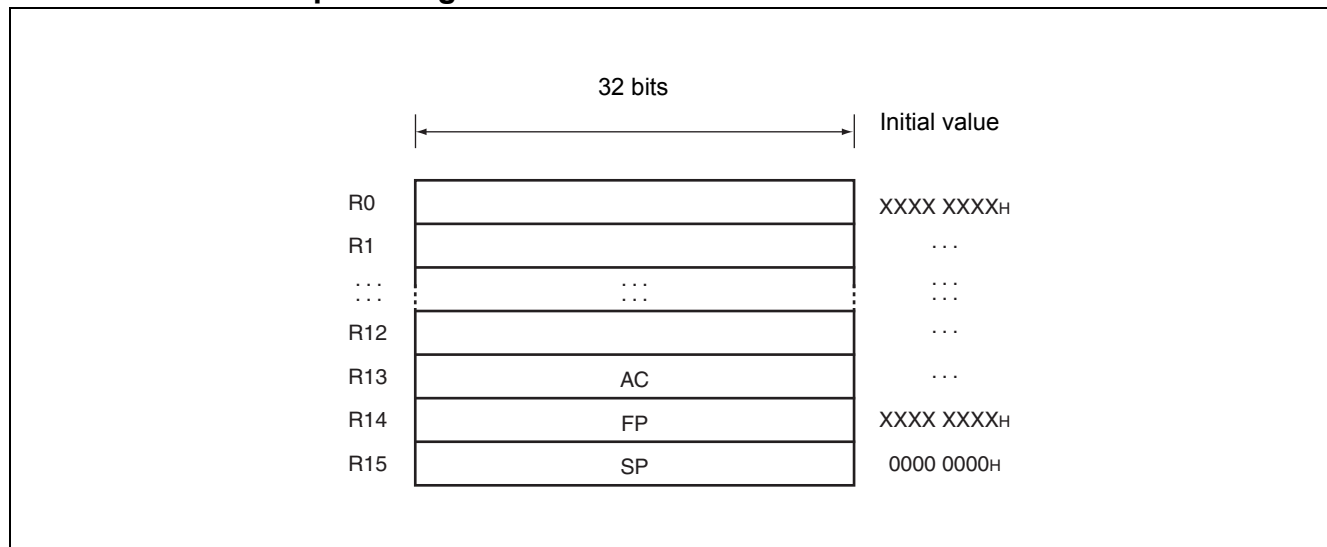 32 bits
Initial value
R0 XXXX XXXXH
R1 ...
... ... ...
... ... ...
R12 ...
R13 AC ...
R14 FP XXXX XXXXH
R15 SP 0000 0000H